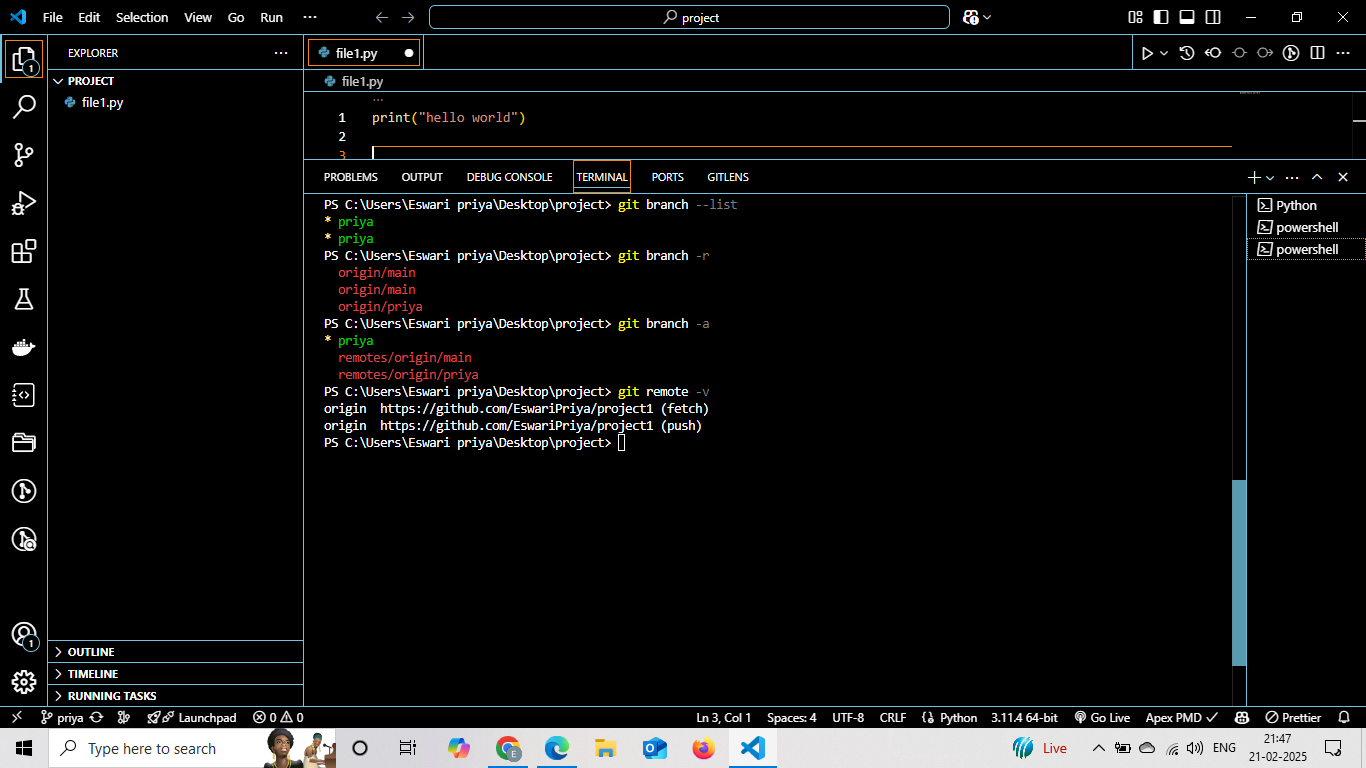 File Edit Selection View Go Run ···
project
EXPLORER ···
PROJECT
file1.py
1
file1.py
file1.py
...
1 print("hello world")
2
3
PROBLEMS OUTPUT DEBUG CONSOLE TERMINAL PORTS GITLENS
PS C:\Users\Eswari priya\Desktop\project> git branch --list
* priya
* priya
PS C:\Users\Eswari priya\Desktop\project> git branch -r
origin/main
origin/main
origin/priya
PS C:\Users\Eswari priya\Desktop\project> git branch -a
* priya
remotes/origin/main
remotes/origin/priya
PS C:\Users\Eswari priya\Desktop\project> git remote -v
origin https://github.com/EswariPriya/project1 (fetch)
origin https://github.com/EswariPriya/project1 (push)
PS C:\Users\Eswari priya\Desktop\project>
Python
powershell
powershell
1
OUTLINE
TIMELINE
RUNNING TASKS
priya Launchpad 0 0 Ln 3, Col 1 Spaces: 4 UTF-8 CRLF {} Python 3.11.4 64-bit Go Live Apex PMD Prettier
Type here to search
E
Live
ENG
21:47
21-02-2025